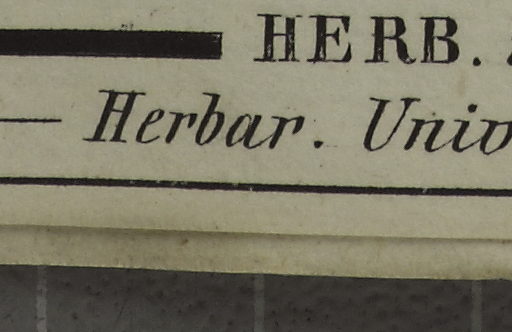 HERB.
— Herbar. Univ